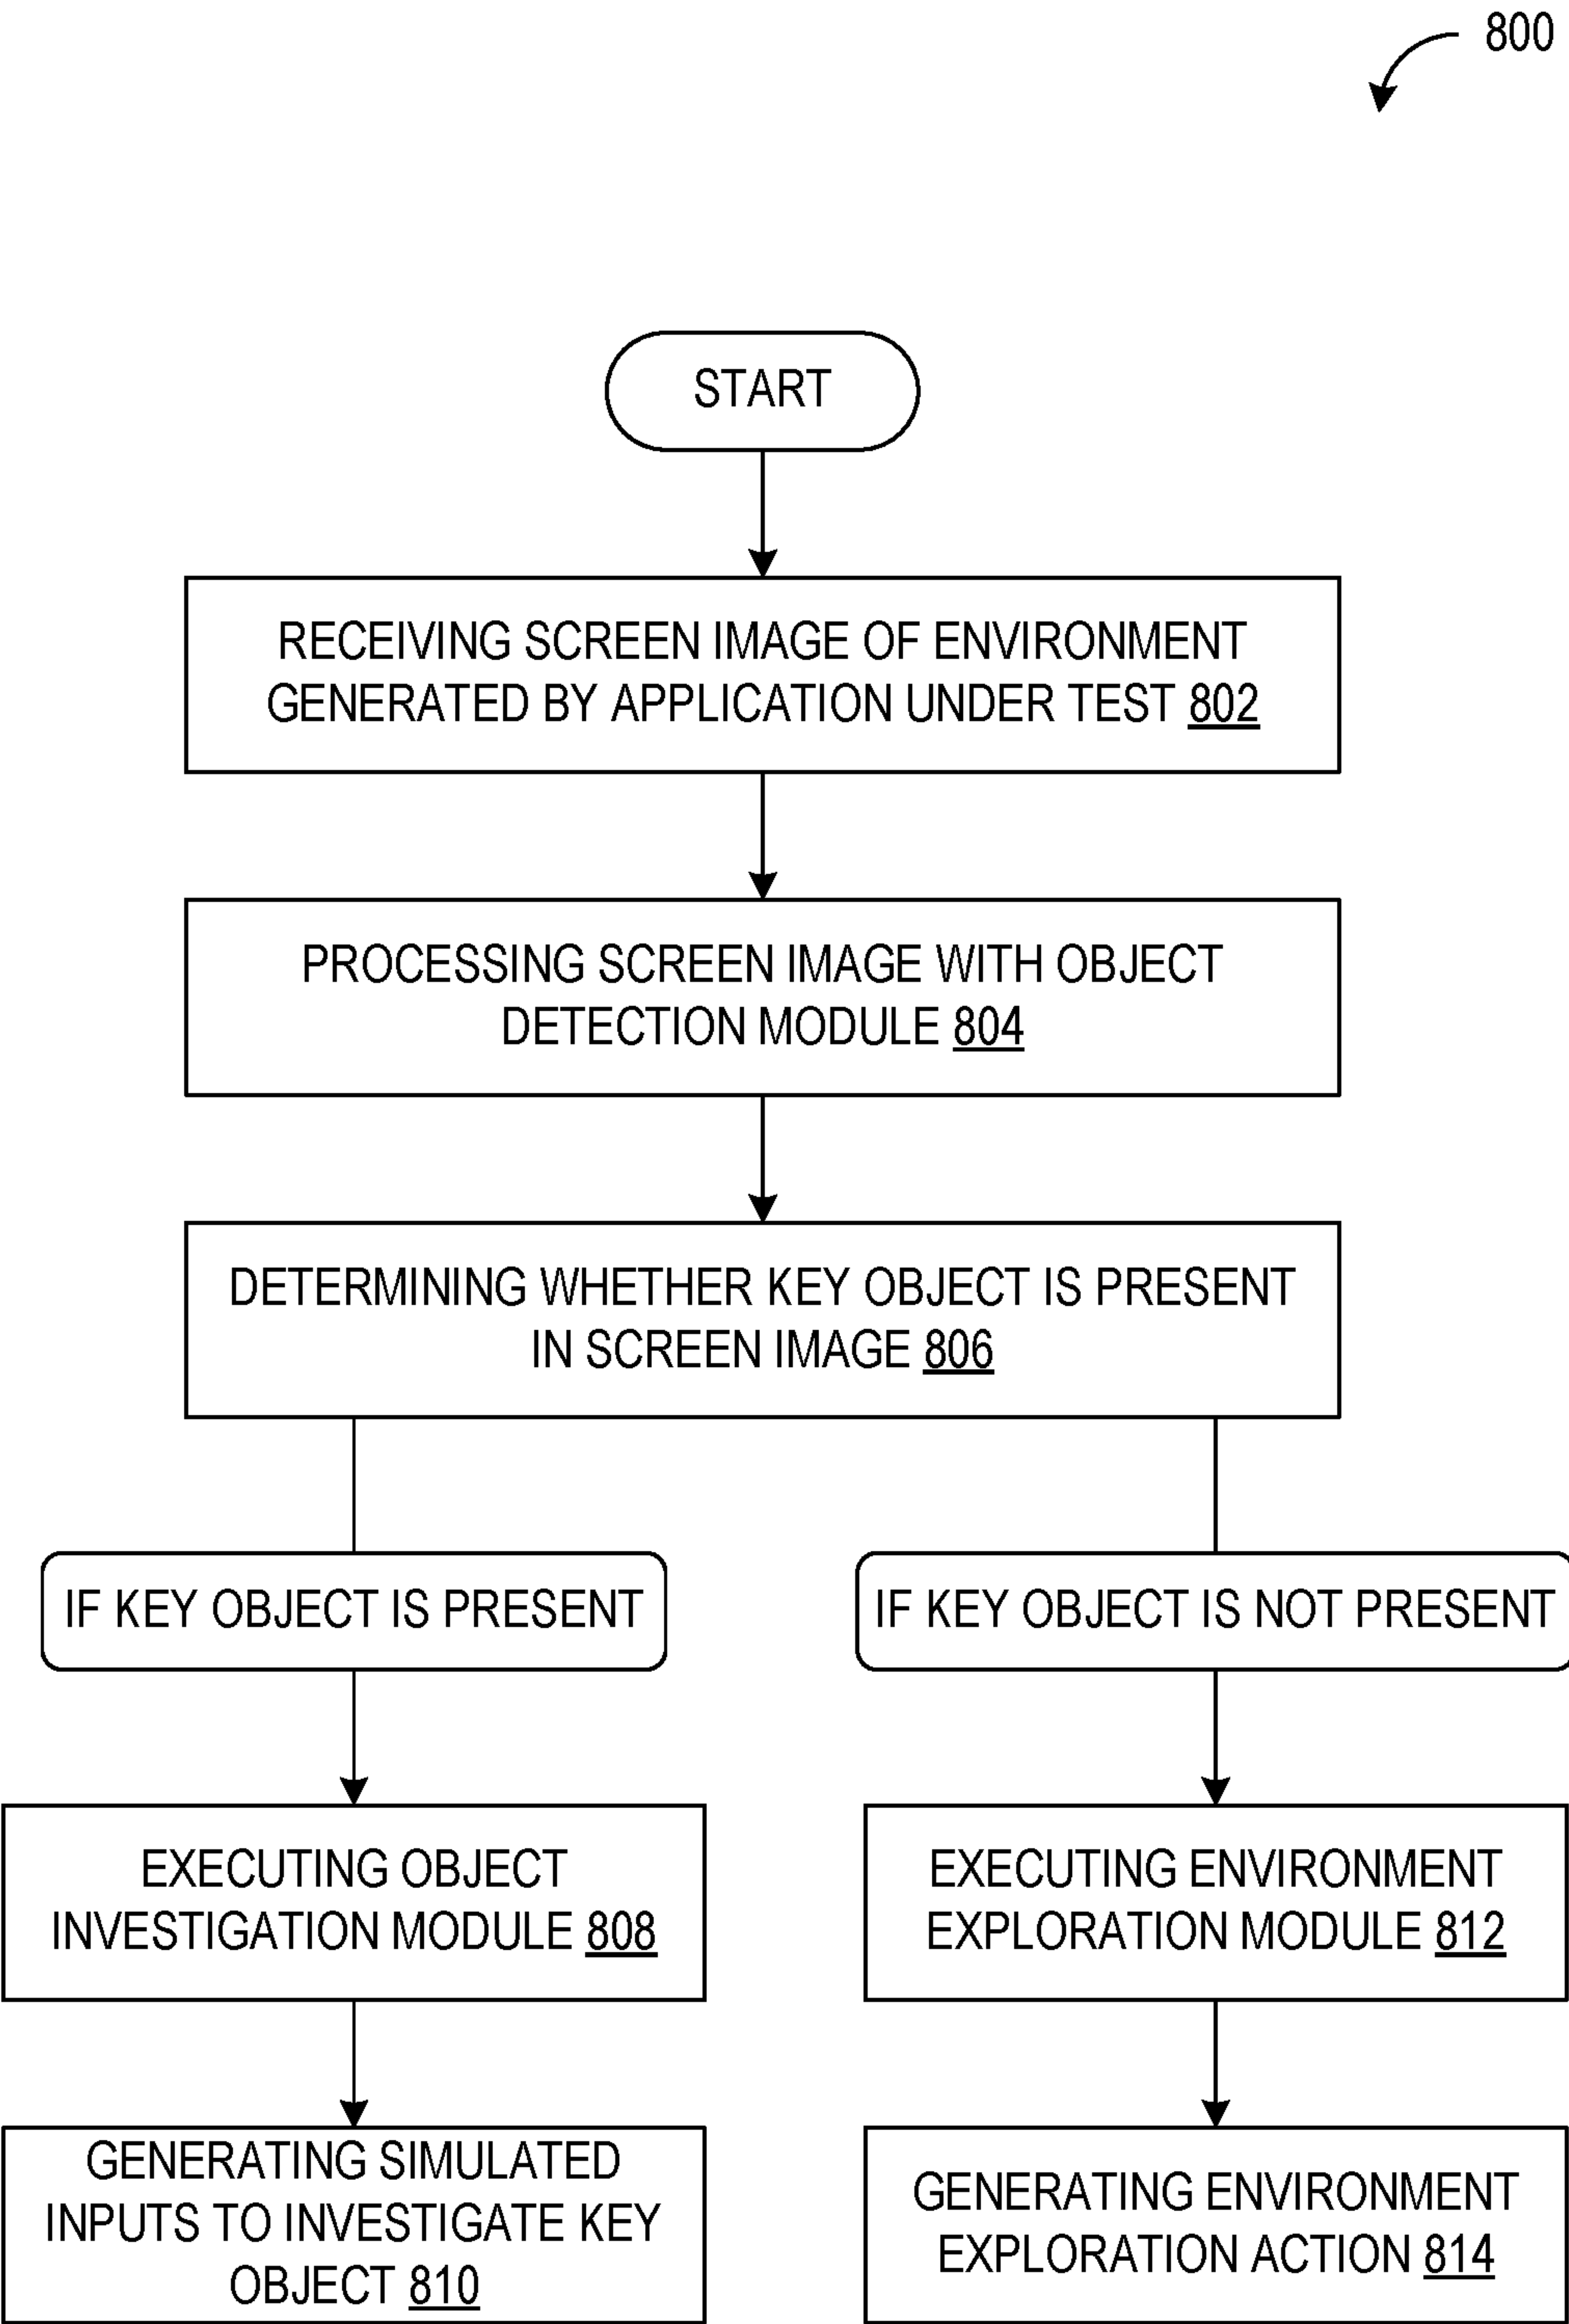 800
START
RECEIVING SCREEN IMAGE OF ENVIRONMENT
GENERATED BY APPLICATION UNDER TEST 802
PROCESSING SCREEN IMAGE WITH OBJECT
DETECTION MODULE 804
DETERMINING WHETHER KEY OBJECT IS PRESENT
IN SCREEN IMAGE 806
IF KEY OBJECT IS PRESENT
IF KEY OBJECT IS NOT PRESENT
EXECUTING OBJECT
INVESTIGATION MODULE 808
EXECUTING ENVIRONMENT
EXPLORATION MODULE 812
GENERATING SIMULATED
INPUTS TO INVESTIGATE KEY
OBJECT 810
GENERATING ENVIRONMENT
EXPLORATION ACTION 814